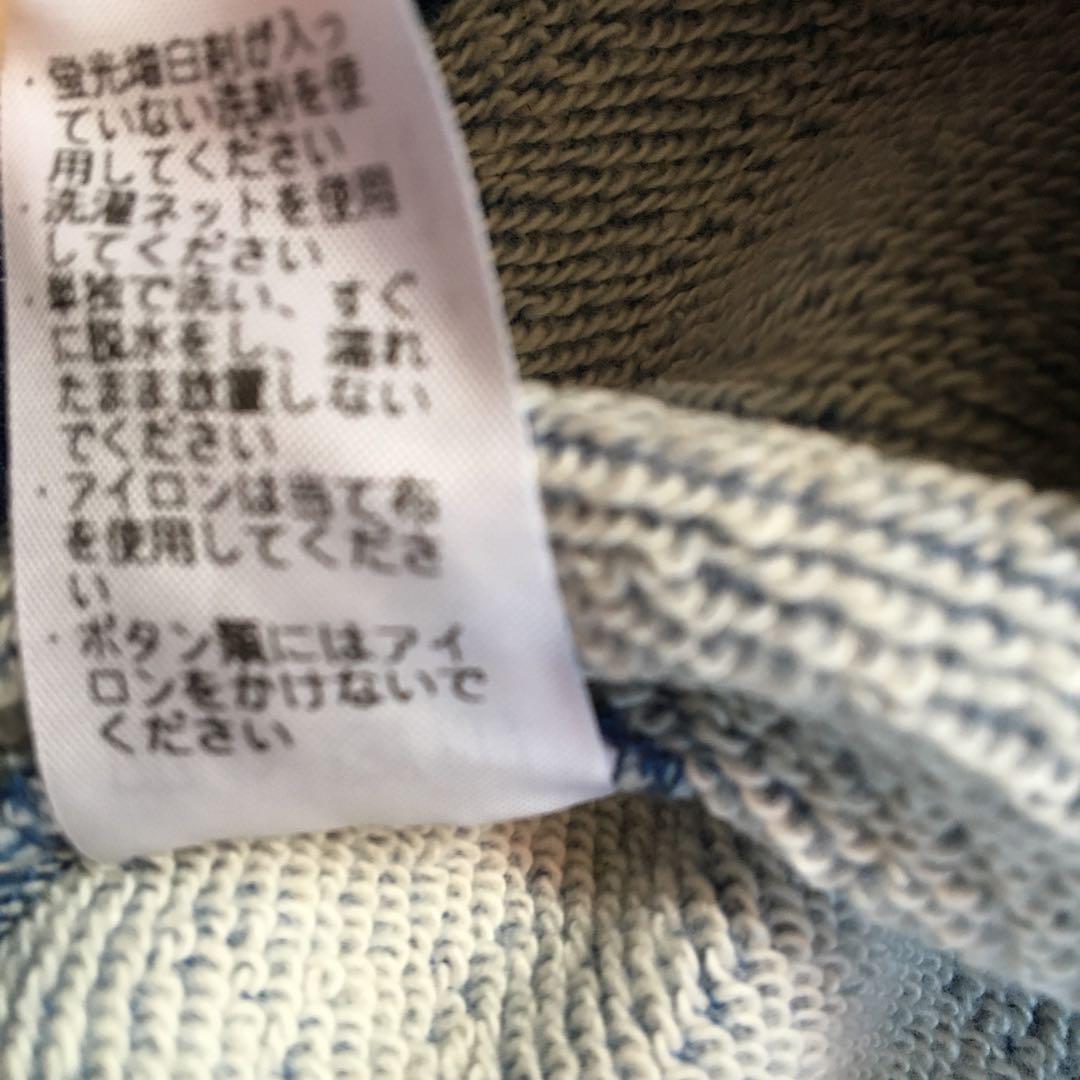 ・蛍光増白剤が入っ
ていない洗剤を使
用してください
・洗濯ネットを使用
してください
・単独で洗い、すぐ
に脱水をし、濡れ
たまま放置しない
でください
・アイロンは当て布
を使用してくださ
い
・ボタン類にはアイ
ロンをかけないで
ください